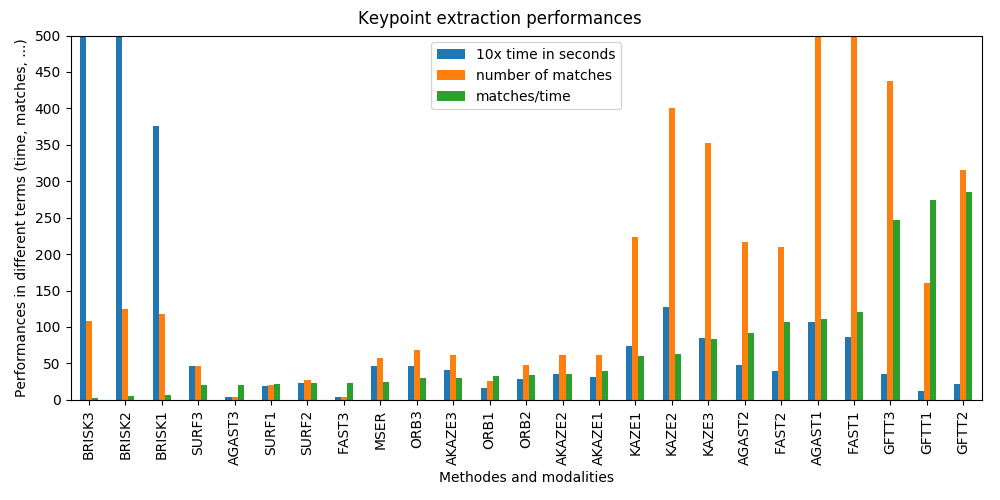 Keypoint extraction performances
Performances in different terms (time, matches, ...)
500
450
400
350
300
250
200
150
100
50
0
10x time in seconds
number of matches
matches/time
BRISK3
BRISK2
BRISK1
SURF3
AGAST3
SURF1
SURF2
FAST3
MSER
ORB3
AKAZE3
ORB1
ORB2
AKAZE2
AKAZE1
KAZE1
KAZE2
KAZE3
AGAST2
FAST2
AGAST1
FAST1
GFTT3
GFTT1
GFTT2
Methodes and modalities